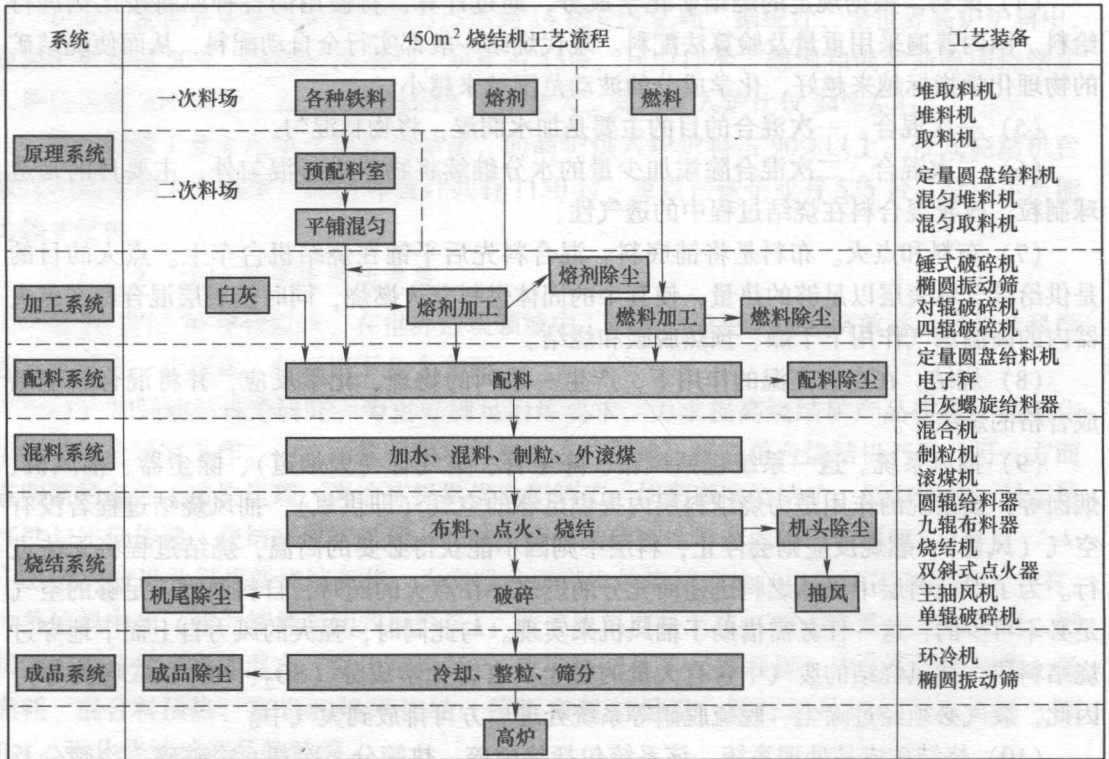 系统 450m² 烧结机工艺流程 工艺装备
一次料场 各种铁料 熔剂 燃料 堆取料机
堆料机
取料机
原理系统 预配料室
二次料场 定量圆盘给料机
平铺混匀 混匀堆料机
混匀取料机
加工系统 白灰 熔剂加工 熔剂除尘 燃料加工 燃料除尘
锤式破碎机
椭圆振动筛
对辊破碎机
四辊破碎机
配料系统 配料 配料除尘
定量圆盘给料机
电子秤
白灰螺旋给料器
混料系统 加水、混料、制粒、外滚煤
混合机
制粒机
滚煤机
烧结系统 布料、点火、烧结 机头除尘
机尾除尘 破碎 抽风
圆辊给料器
九辊布料器
烧结机
双斜式点火器
主抽风机
单辊破碎机
成品系统 成品除尘 冷却、整粒、筛分
环冷机
椭圆振动筛
高炉